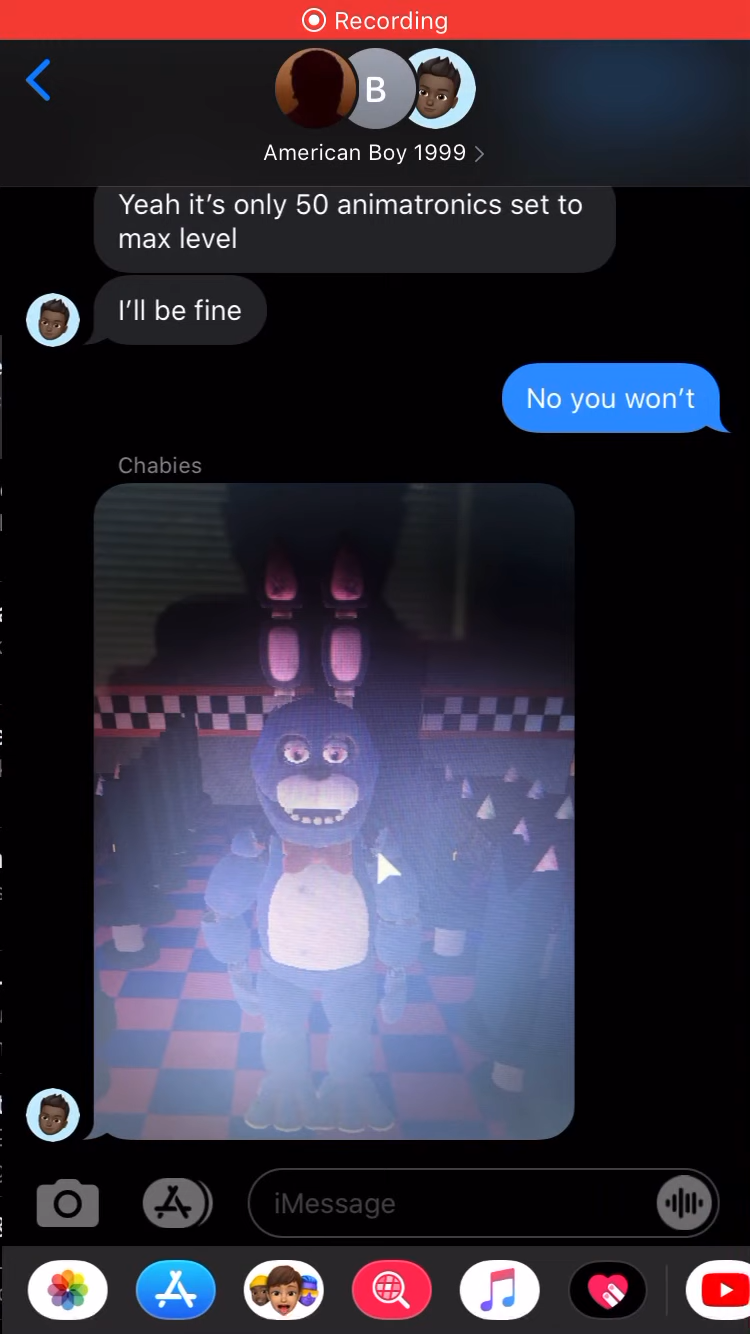 Recording
B
American Boy 1999
Yeah it’s only 50 animatronics set to
max level
I’ll be fine
No you won’t
Chabies
iMessage